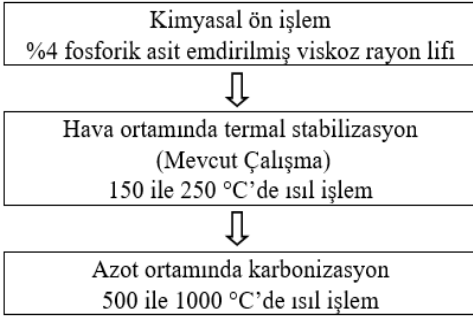 Kimyasal ön işlem
%4 fosforik asit emdirilmiş viskoz rayon lifi
Hava ortamında termal stabilizasyon
(Mevcut Çalışma)
150 ile 250 °C’de ısıl işlem
Azot ortamında karbonizasyon
500 ile 1000 °C’de ısıl işlem